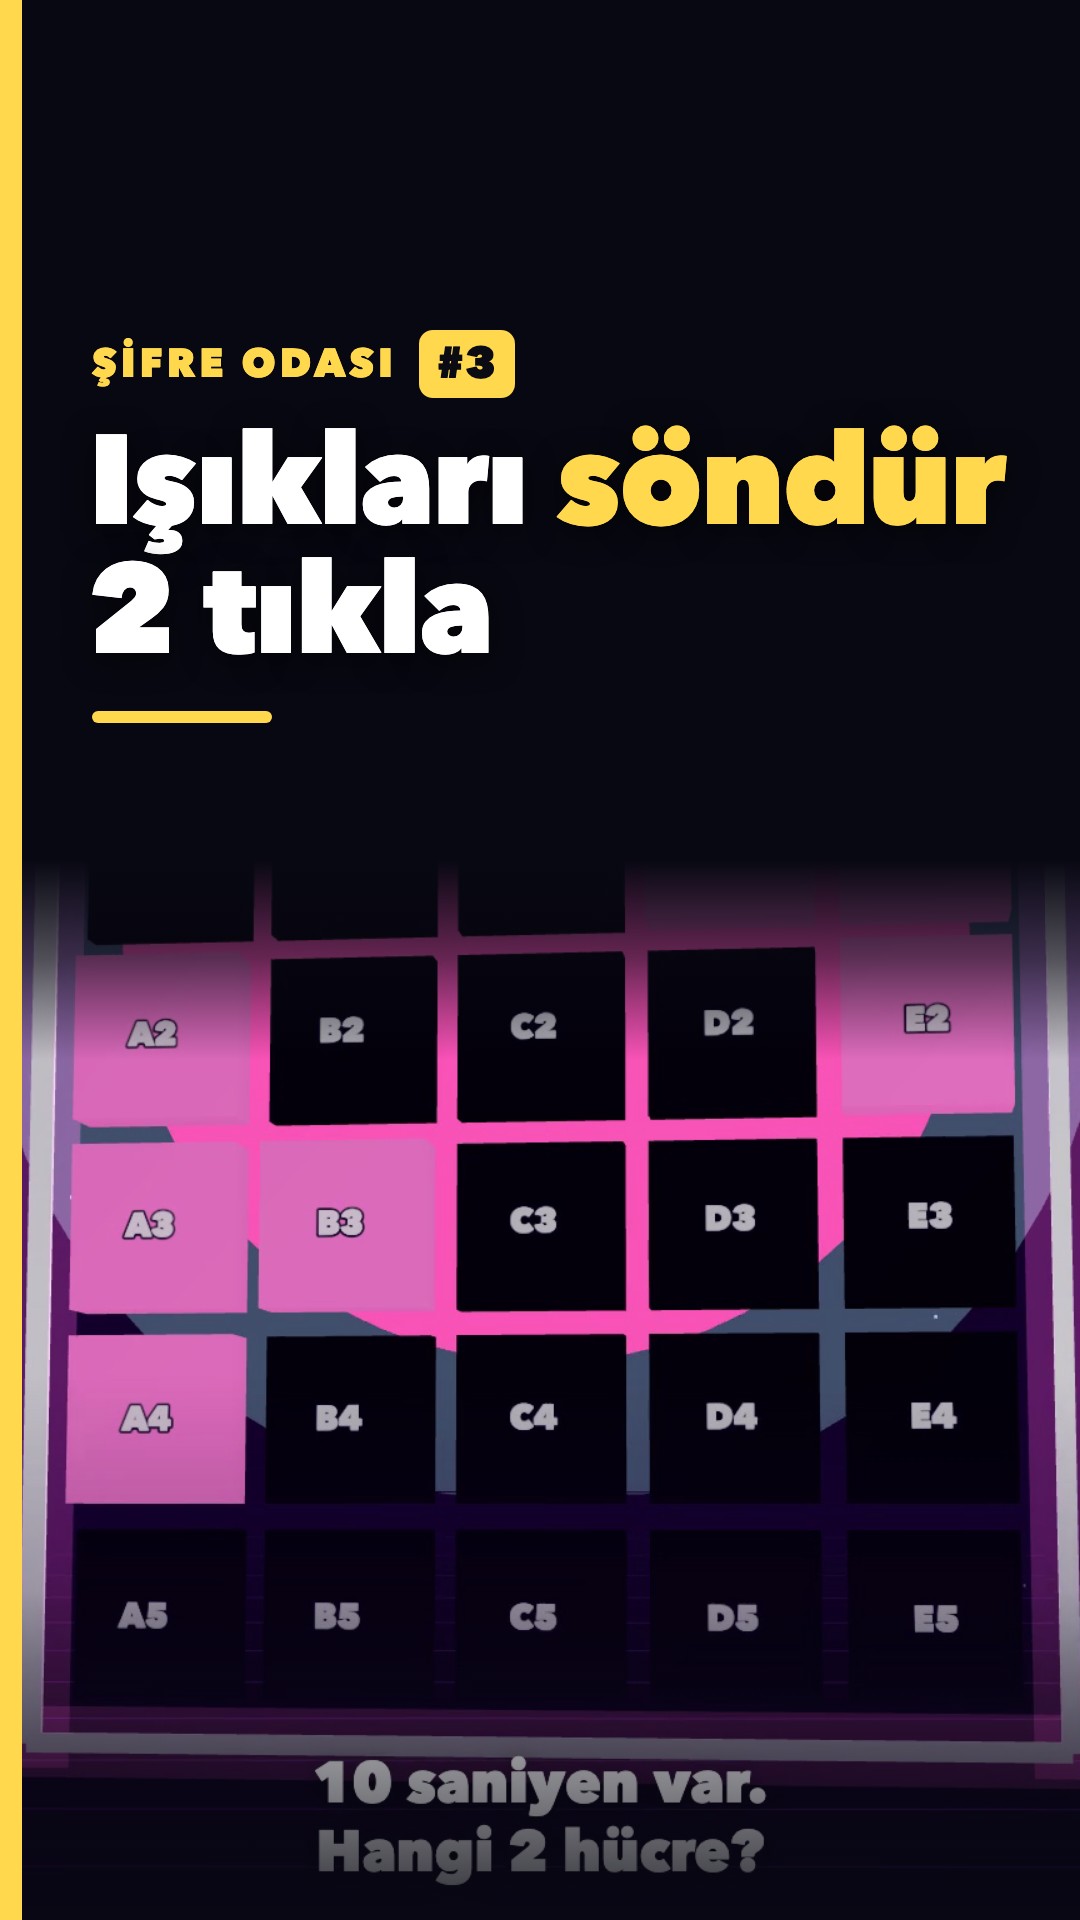 ŞİFRE ODASI #3
Işıkları söndür
2 tıkla
A2 B2 C2 D2 E2
A3 B3 C3 D3 E3
A4 B4 C4 D4 E4
A5 B5 C5 D5 E5
10 saniyen var.
Hangi 2 hücre?